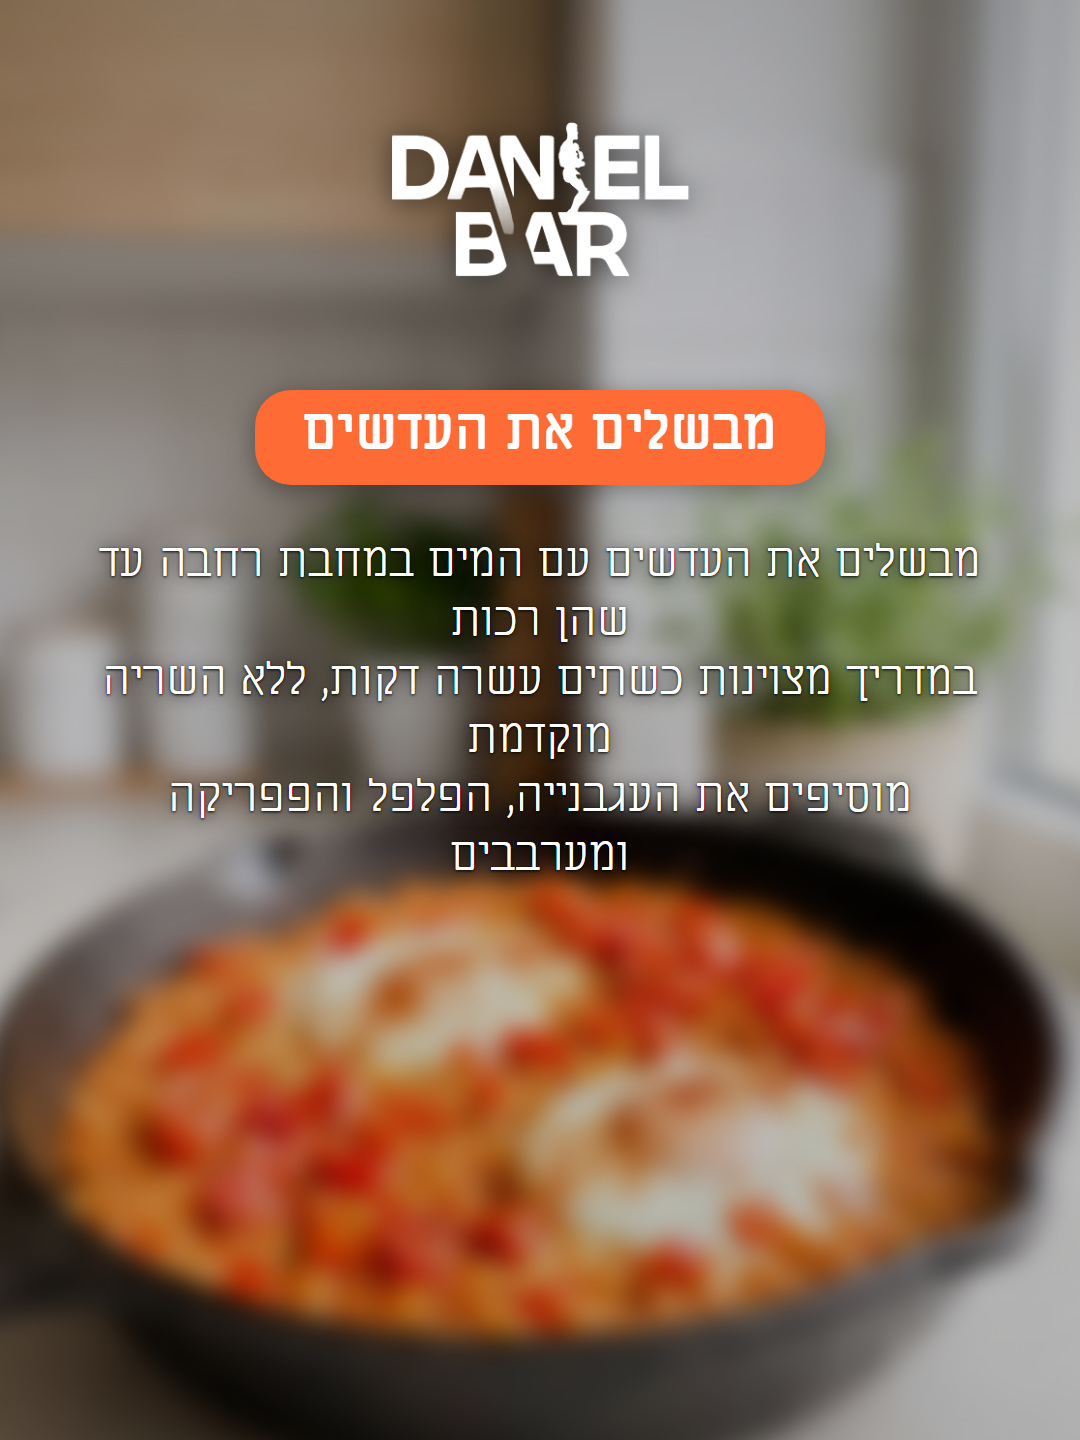 DANIEL
BAR
מבשלים את העדשים
מבשלים את העדשים עם המים במחבת רחבה עד
שהן רכות
במדריך מצוינות כשתים עשרה דקות, ללא השריה
מוקדמת
מוסיפים את העגבנייה, הפלפל והפפריקה
ומערבבים